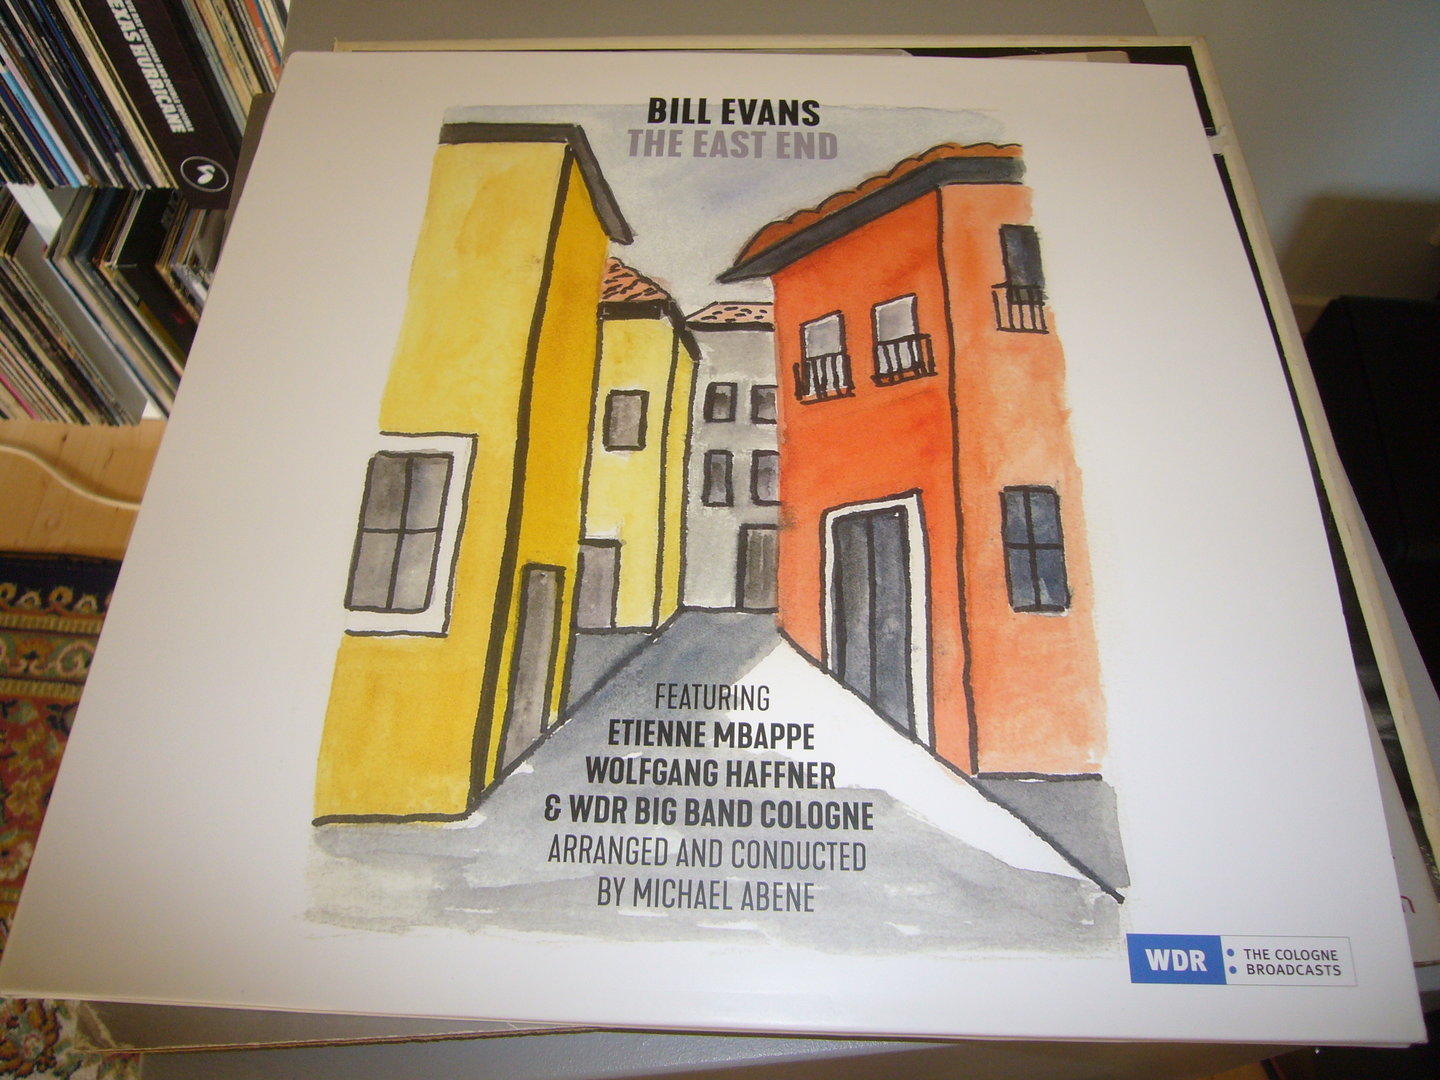 TEXAS HURRICANE
BILL EVANS
THE EAST END
FEATURING
ETIENNE MBAPPE
WOLFGANG HAFFNER
& WDR BIG BAND COLOGNE
ARRANGED AND CONDUCTED
BY MICHAEL ABENE
WDR THE COLOGNE
BROADCASTS